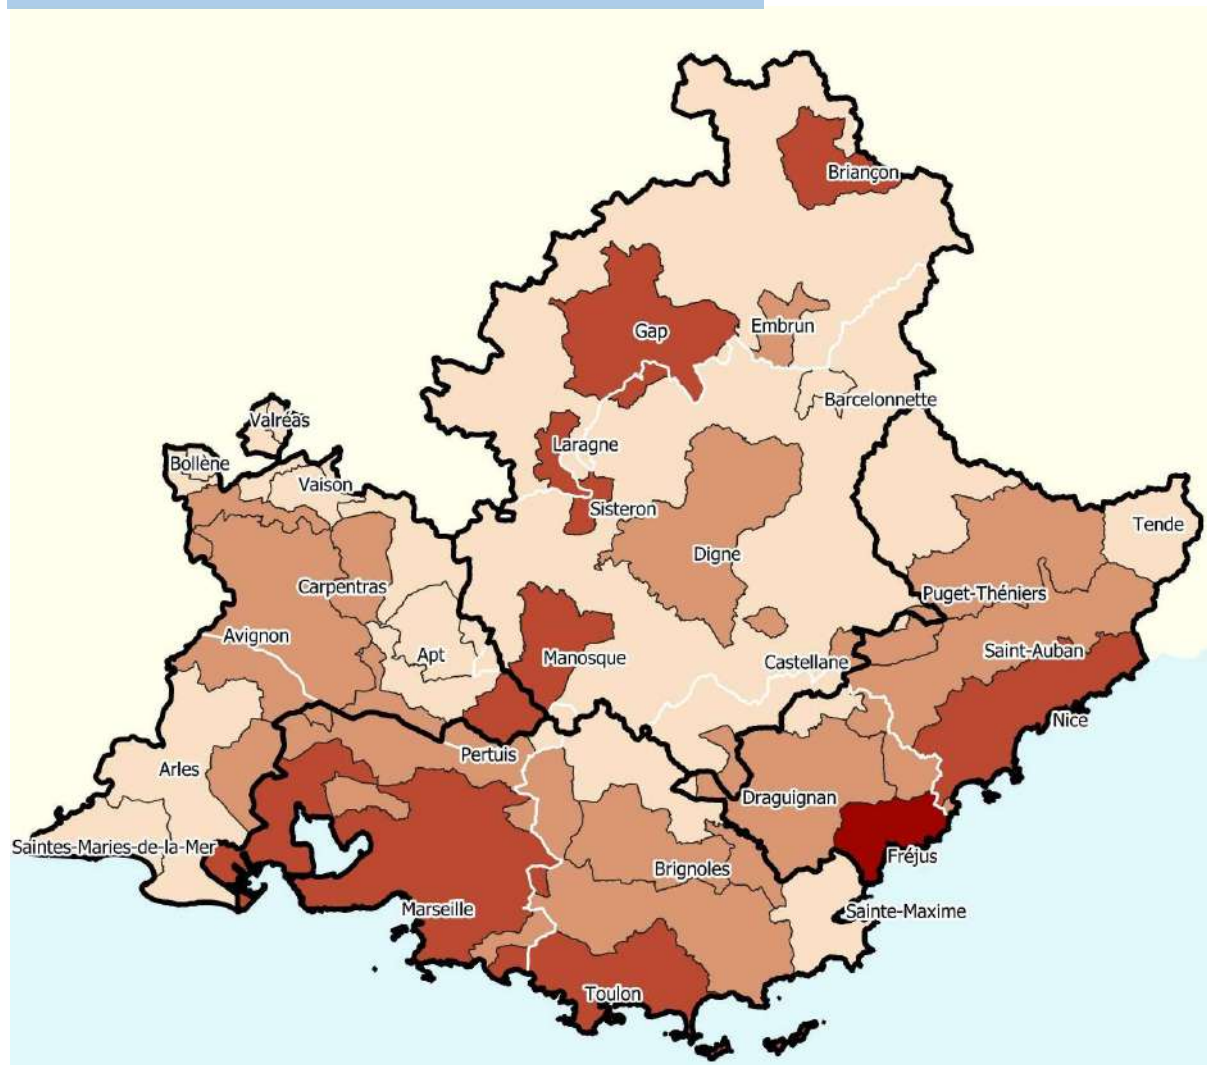 Briançon
Gap
Embrun
Barcelonnette
Valréas
Laragne
Bollène
Vaison
Sisteron
Tende
Digne
Carpentras
Puget-Théniers
Avignon
Apt
Manosque
Castellane
Saint-Auban
Nice
Pertuis
Arles
Draguignan
Saintes-Maries-de-la-Mer
Fréjus
Brignoles
Marseille
Sainte-Maxime
Toulon